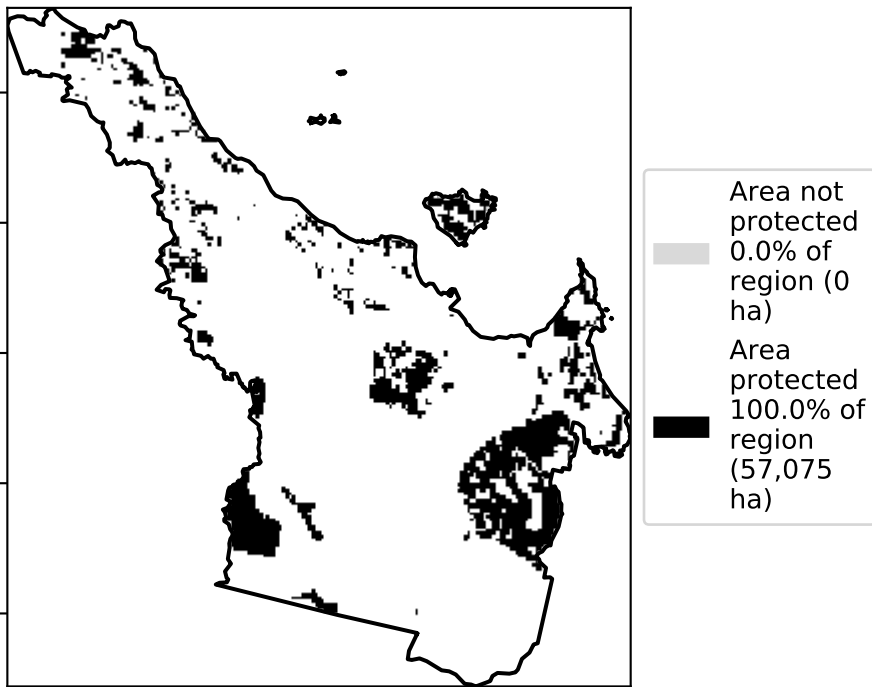 Area not
protected
0.0% of
region (0
ha)
Area
protected
100.0% of
region
(57,075
ha)